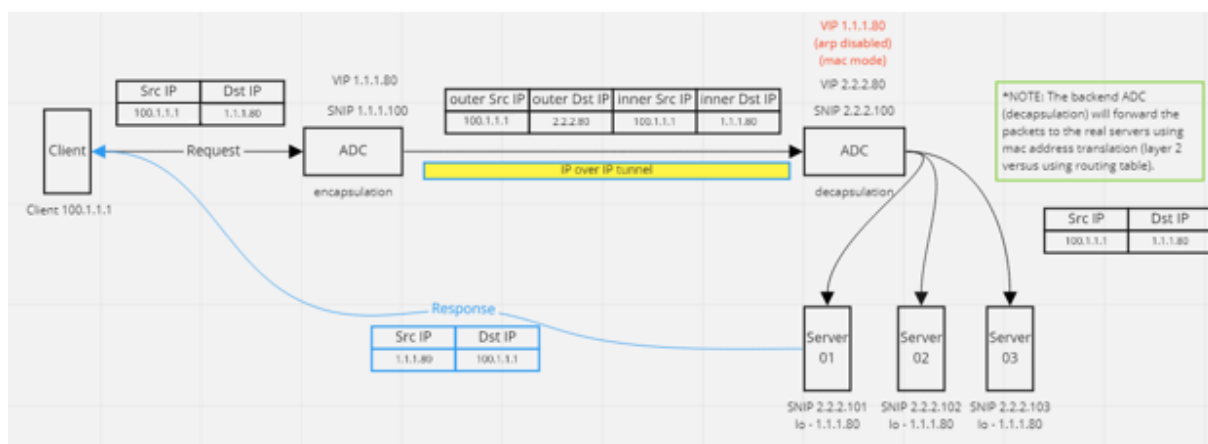 VIP 1.1.1.80
(arp disabled)
(mac mode)
VIP 1.1.1.80
VIP 2.2.2.80
Src IP Dst IP
100.1.1.1 1.1.1.80
SNIP 1.1.1.100
outer Src IP outer Dst IP inner Src IP inner Dst IP
100.1.1.1 2.2.2.80 100.1.1.1 1.1.1.80
SNIP 2.2.2.100
*NOTE: The backend ADC
(decapsulation) will forward the
packets to the real servers using
mac address translation (layer 2
versus using routing table).
Client
Request
ADC
IP over IP tunnel
ADC
encapsulation
decapsulation
Client 100.1.1.1
Src IP Dst IP
100.1.1.1 1.1.1.80
Response
Src IP Dst IP
1.1.1.80 100.1.1.1
Server
01
Server
02
Server
03
SNIP 2.2.2.101 SNIP 2.2.2.102 SNIP 2.2.2.103
lo - 1.1.1.80 lo - 1.1.1.80 lo - 1.1.1.80